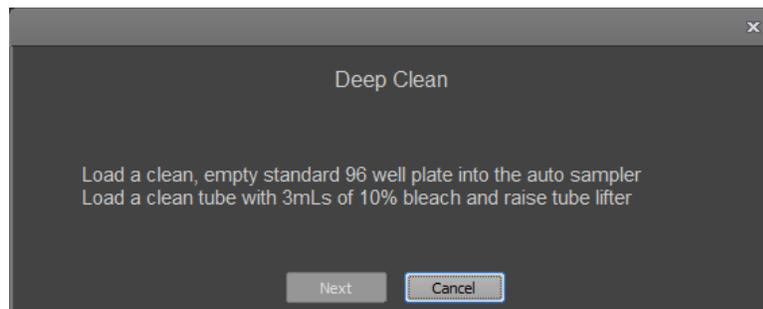 Deep Clean
Load a clean, empty standard 96 well plate into the auto sampler
Load a clean tube with 3mLs of 10% bleach and raise tube lifter
Next
Cancel